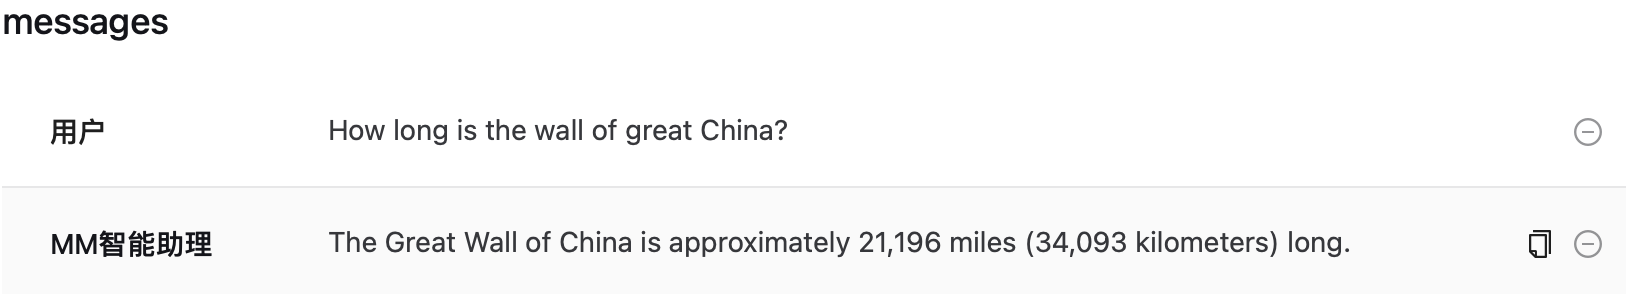 messages
用户 How long is the wall of great China?
MM智能助理 The Great Wall of China is approximately 21,196 miles (34,093 kilometers) long.